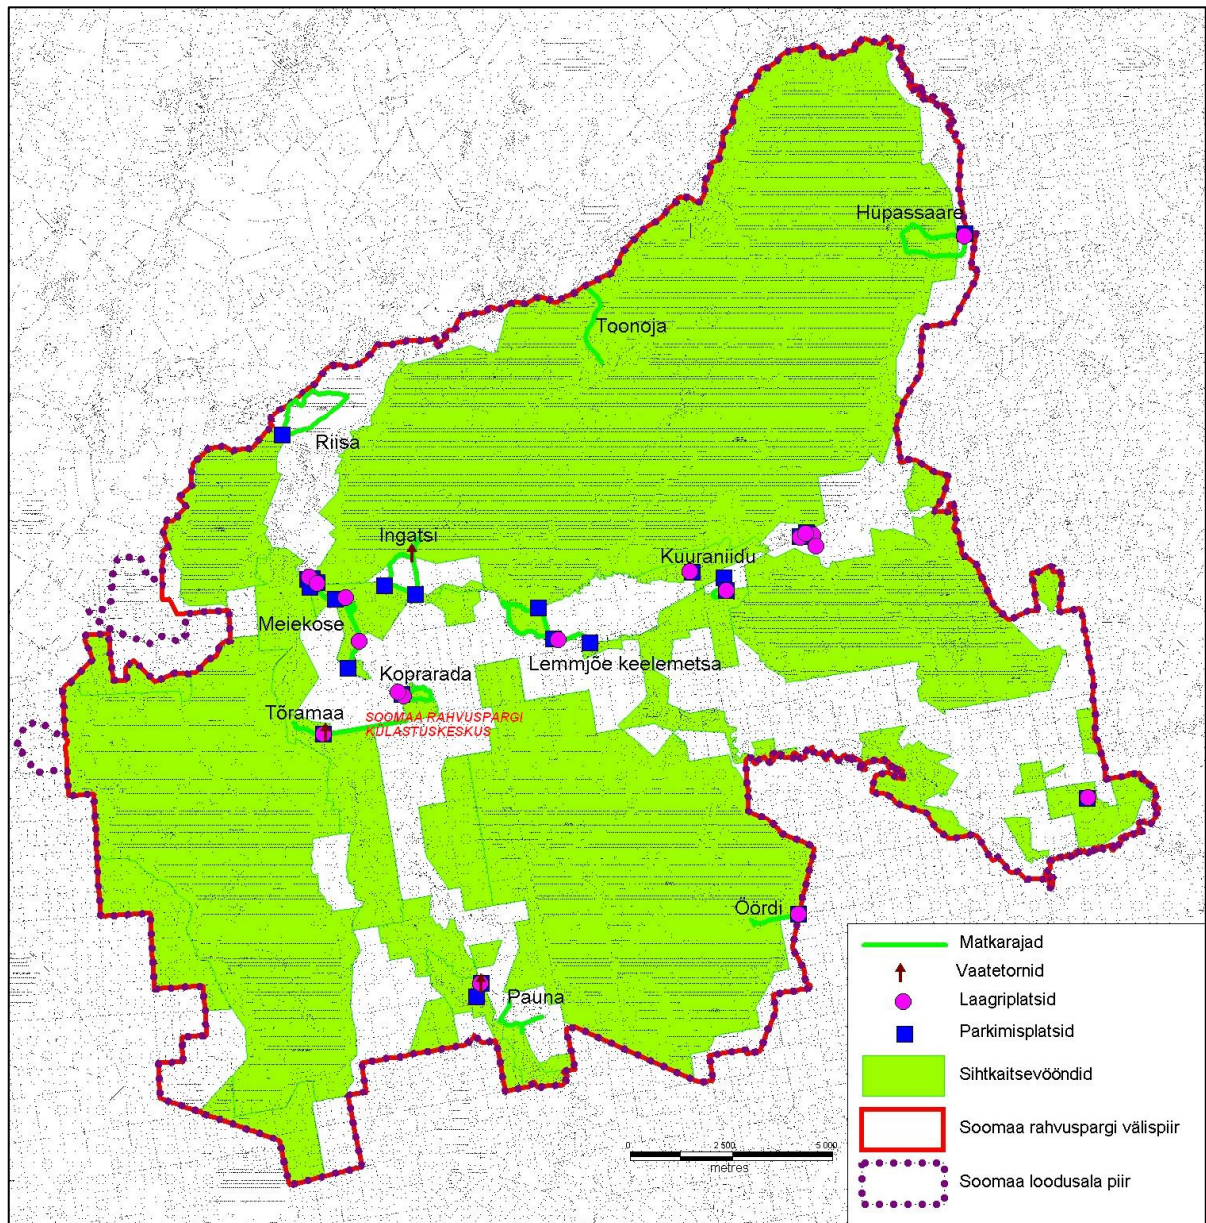 Hüpassaare
Toonoja
Riisa
Ingatsi
Kuuraniidu
Meiekose
Lemmjõe keelemetsa
Koprarada
Tõramaa
SOOMAA RAHVUSPARGI
KÜLASTUSKESKUS
Öördi
Pauna
Matkarajad
Vaatetornid
Laagriplatsid
Parkimisplatsid
Sihtkaitsevööndid
Soomaa rahvuspargi välispiir
Soomaa loodusala piir
0 2 500 5 000
metres